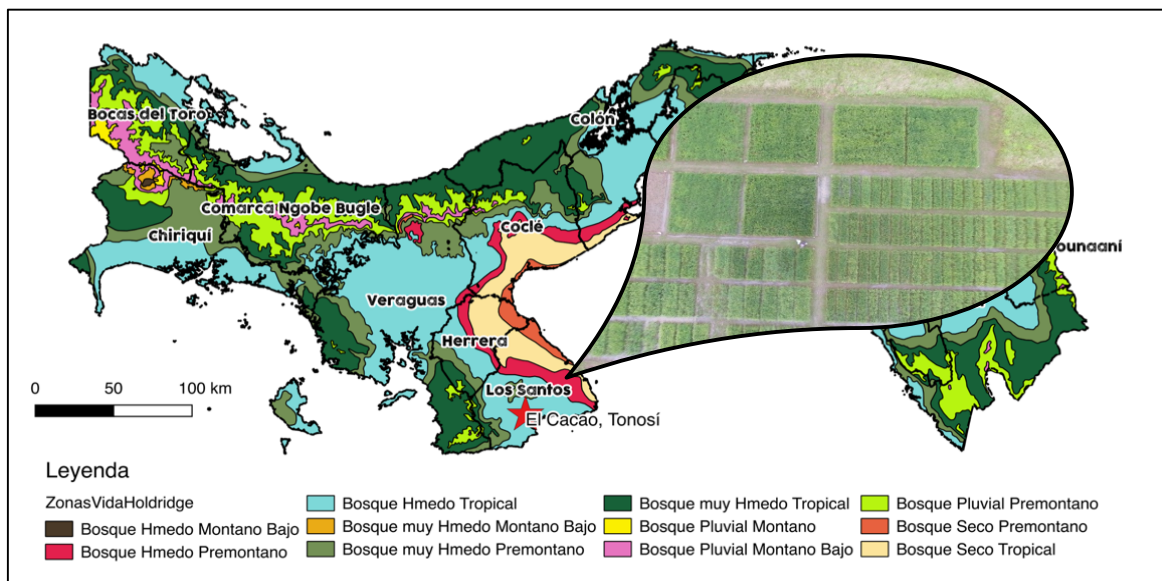 Bocas del Toro
Colón
Comarca Ngobe Bugle
Chiriquí
Coclé
ounaaní
Veraguas
Herrera
Los Santos
El Cacao, Tonosí
0 50 100 km
Leyenda
ZonasVidaHoldridge
Bosque Hmedo Montano Bajo
Bosque Hmedo Premontano
Bosque Hmedo Tropical
Bosque muy Hmedo Montano Bajo
Bosque muy Hmedo Premontano
Bosque muy Hmedo Tropical
Bosque Pluvial Montano
Bosque Pluvial Montano Bajo
Bosque Pluvial Premontano
Bosque Seco Premontano
Bosque Seco Tropical